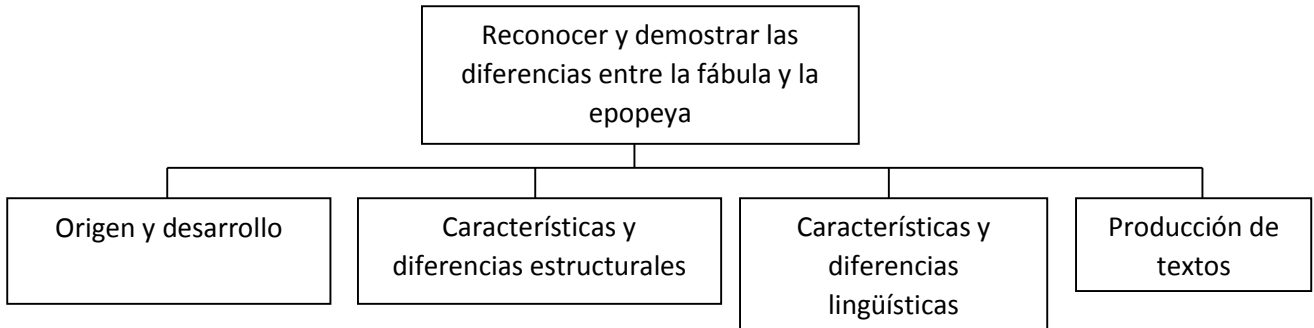 Reconocer y demostrar las
diferencias entre la fábula y la
epopeya
Origen y desarrollo
Características y
diferencias estructurales
Características y
diferencias
lingüísticas
Producción de
textos